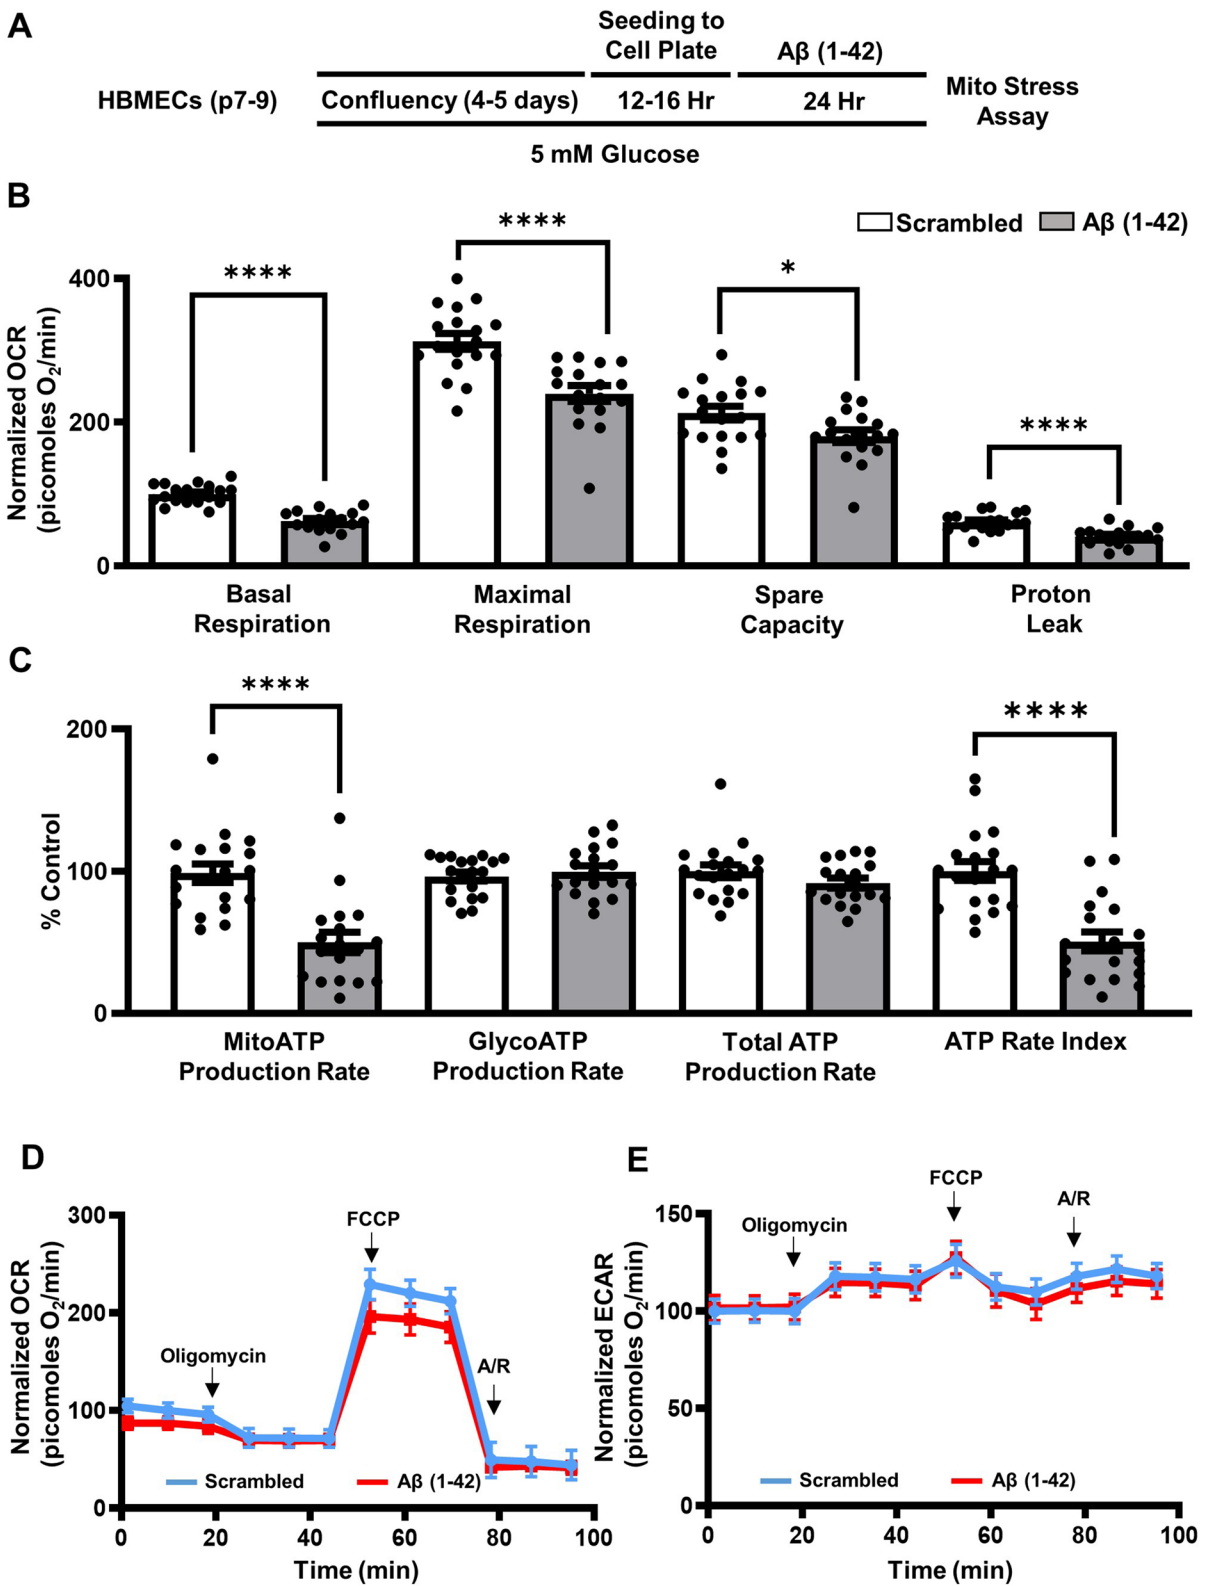 A
Seeding to
Cell Plate
Aβ (1-42)
HBMECs (p7-9)
Confluency (4-5 days)
12-16 Hr
24 Hr
Mito Stress
Assay
5 mM Glucose
B
****
****
*
****
Scrambled
Aβ (1-42)
Normalized OCR
(picomoles O2/min)
400
200
0
Basal
Respiration
Maximal
Respiration
Spare
Capacity
Proton
Leak
C
****
****
% Control
200
100
0
MitoATP
Production Rate
GlycoATP
Production Rate
Total ATP
Production Rate
ATP Rate Index
D
Normalized OCR
(picomoles O2/min)
300
200
100
0
Oligomycin
FCCP
A/R
Scrambled
Aβ (1-42)
0
20
40
60
80
100
Time (min)
E
Normalized ECAR
(picomoles O2/min)
150
100
50
0
Oligomycin
FCCP
A/R
Scrambled
Aβ (1-42)
0
20
40
60
80
100
Time (min)